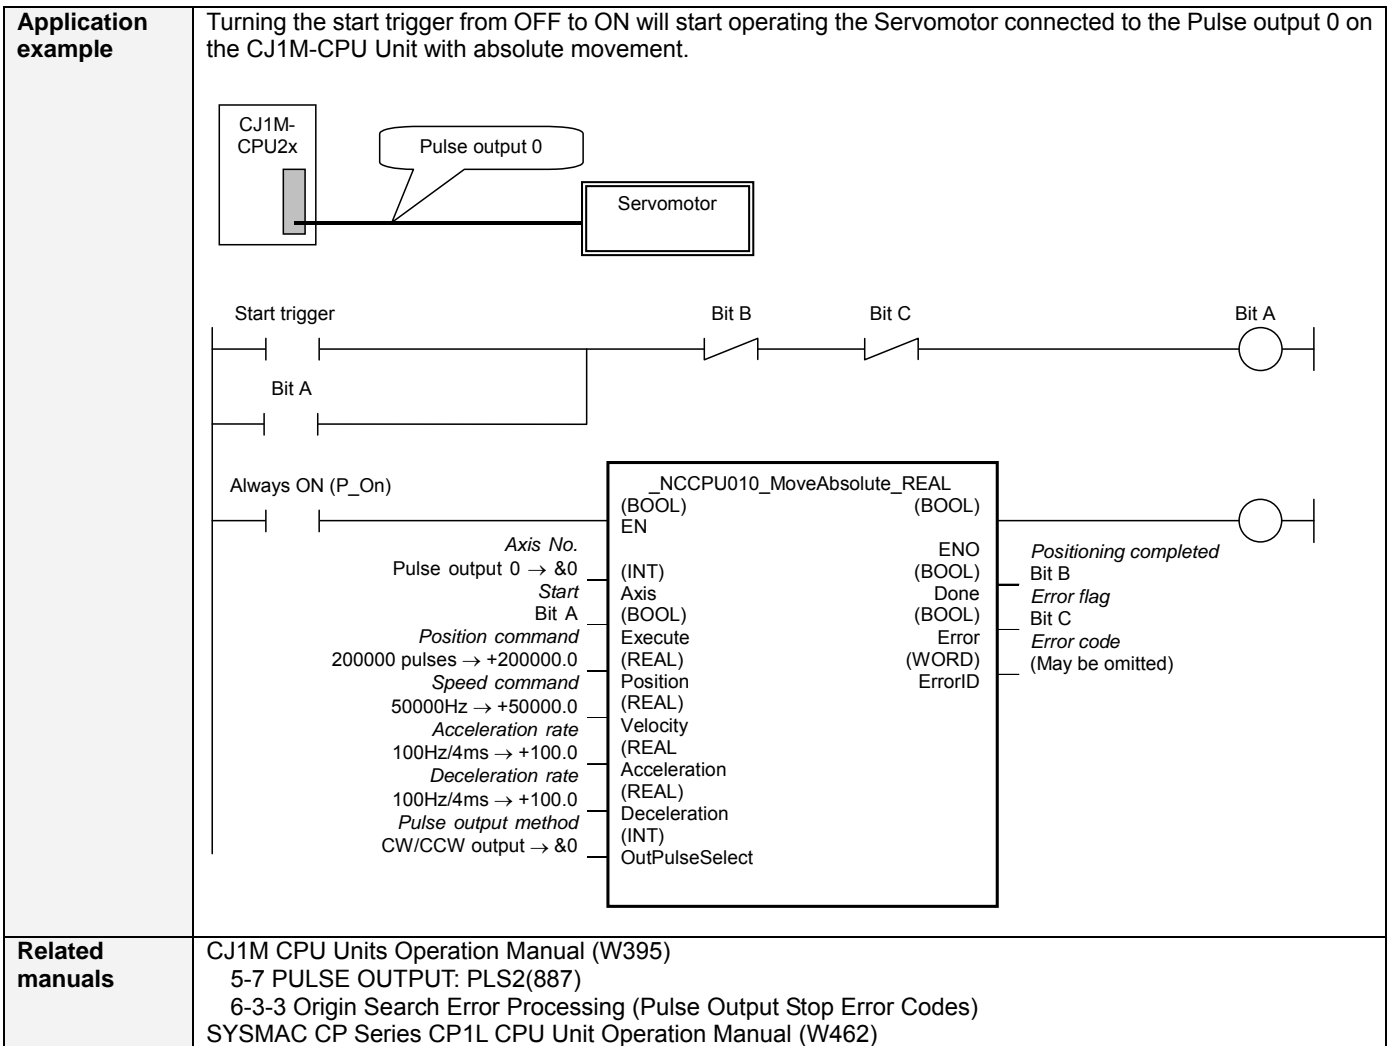 Application example
Turning the start trigger from OFF to ON will start operating the Servomotor connected to the Pulse output 0 on
the CJ1M-CPU Unit with absolute movement.
CJ1M-
CPU2x
Pulse output 0
Servomotor
Start trigger
Bit B
Bit C
Bit A
Bit A
Always ON (P_On)
_NCCPU010_MoveAbsolute_REAL
(BOOL)
EN
(BOOL)
ENO
Axis No.
Pulse output 0 → &0
(INT)
Axis
Start
Bit A
(BOOL)
Execute
Position command
200000 pulses → +200000.0
(REAL)
Position
Speed command
50000Hz → +50000.0
(REAL)
Velocity
Acceleration rate
100Hz/4ms → +100.0
(REAL
Acceleration
Deceleration rate
100Hz/4ms → +100.0
(REAL)
Deceleration
Pulse output method
CW/CCW output → &0
(INT)
OutPulseSelect
(BOOL)
Done
Positioning completed
Bit B
(BOOL)
Error
Error flag
Bit C
(WORD)
ErrorID
Error code
(May be omitted)
Related manuals
CJ1M CPU Units Operation Manual (W395)
5-7 PULSE OUTPUT: PLS2(887)
6-3-3 Origin Search Error Processing (Pulse Output Stop Error Codes)
SYSMAC CP Series CP1L CPU Unit Operation Manual (W462)